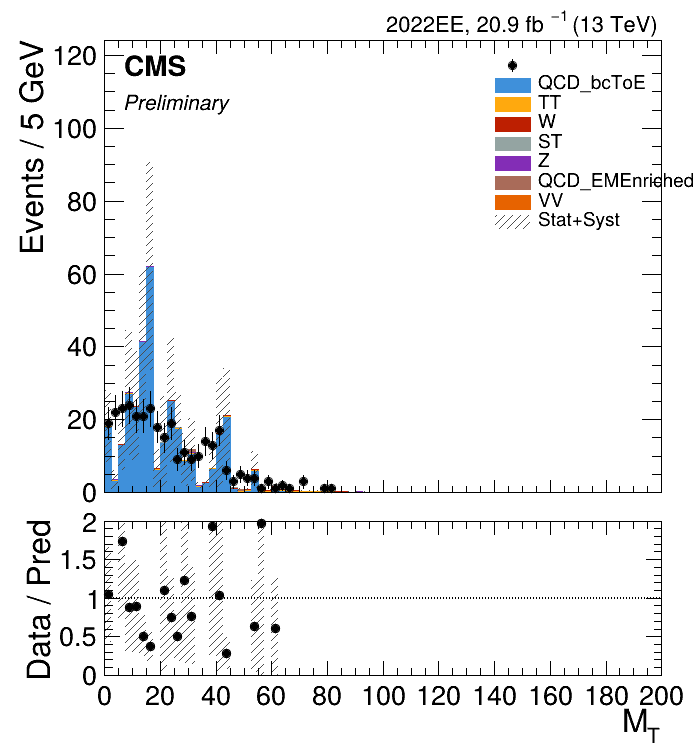 2022EE, 20.9 fb⁻¹ (13 TeV)
Events / 5 GeV
120
100
80
60
40
20
0
CMS
Preliminary
QCD_bcToE
TT
W
ST
Z
QCD_EMEnriched
VV
Stat+Syst
Data / Pred
2
1.5
1
0.5
0
0 20 40 60 80 100 120 140 160 180 200
M_T